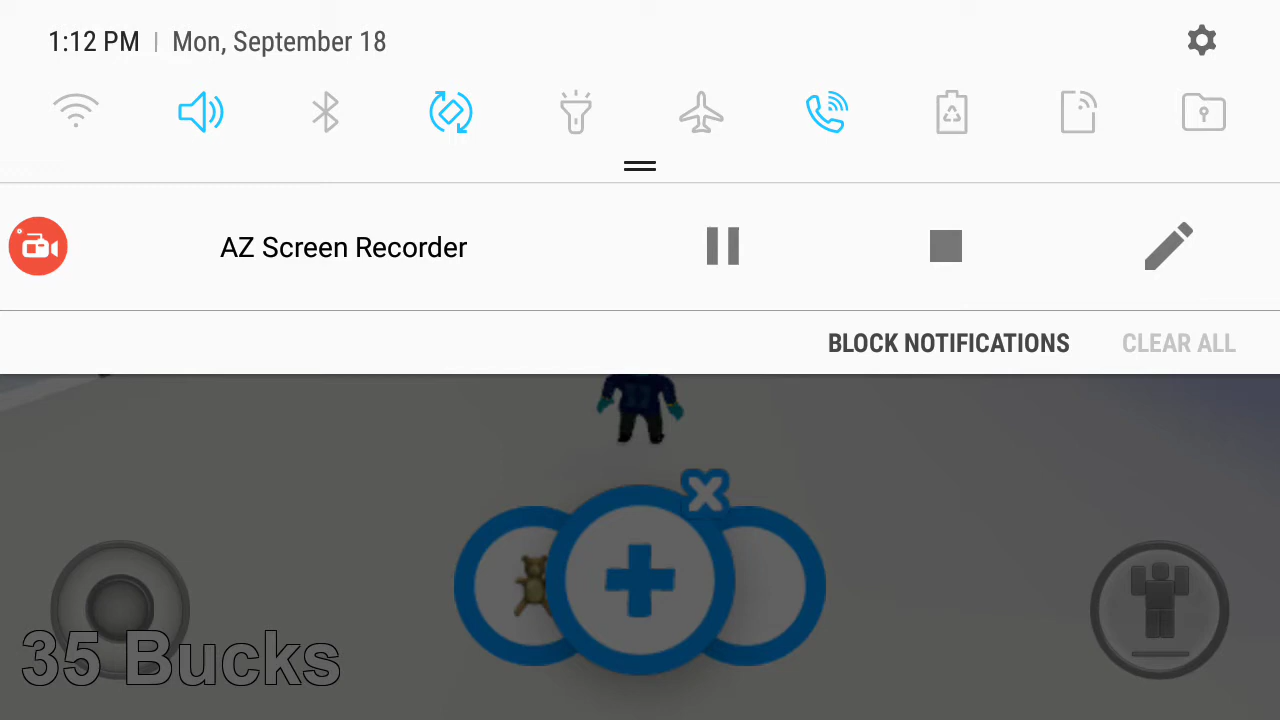 1:12 PM | Mon, September 18
AZ Screen Recorder
BLOCK NOTIFICATIONS CLEAR ALL
35 Bucks